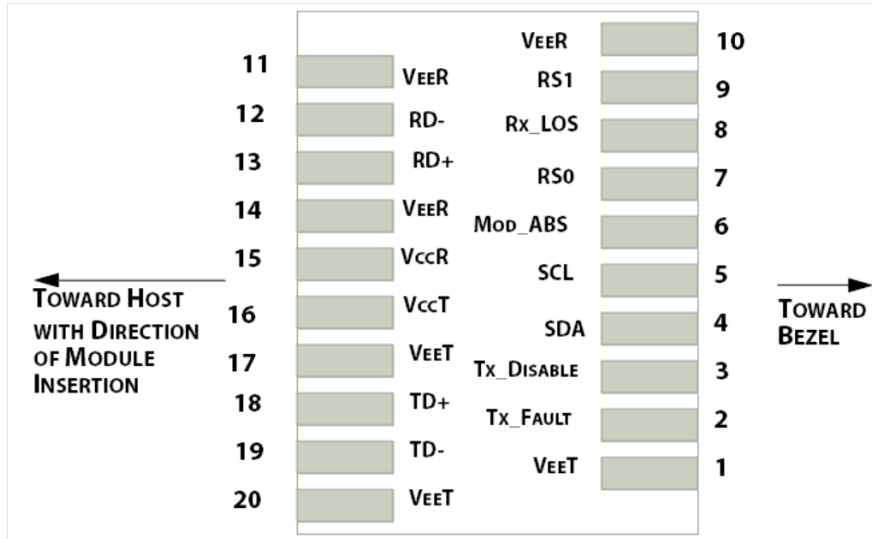 11
VEER
12
RD-
13
RD+
14
VEER
15
VCCR
16
VCCT
17
VEET
18
TD+
19
TD-
20
VEET
VEER
10
RS1
9
RX_LOS
8
RS0
7
MOD_ABS
6
SCL
5
SDA
4
TX_DISABLE
3
TX_FAULT
2
VEET
1
TOWARD HOST
WITH DIRECTION
OF MODULE
INSERTION
TOWARD
BEZEL